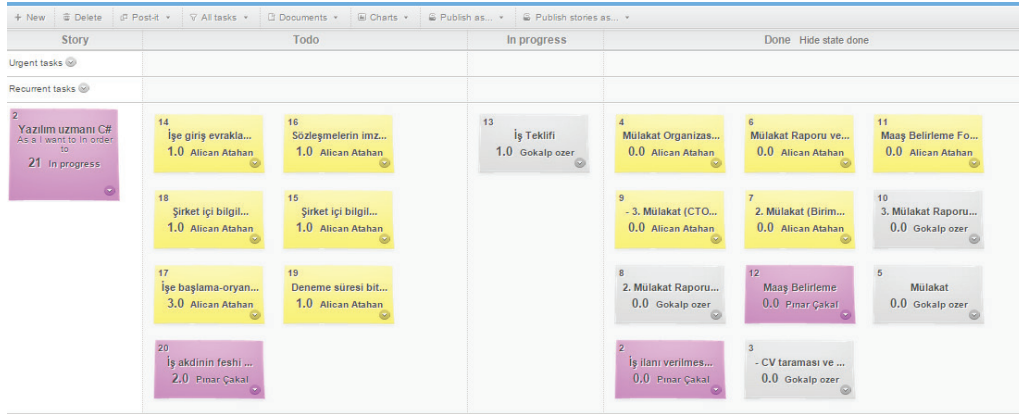 + New Delete Post-it All tasks Documents Charts Publish as... Publish stories as...
Story Todo In progress Done Hide state done
Urgent tasks
Recurrent tasks
2
Yazılım uzmanı C#
As a I want to In order
to
21 In progress
14
İşe giriş evrakla...
1.0 Alican Atahan
16
Sözleşmelerin imz...
1.0 Alican Atahan
18
Şirket içi bilgil...
1.0 Alican Atahan
15
Şirket içi bilgil...
1.0 Alican Atahan
17
İşe başlama-oryan...
3.0 Alican Atahan
19
Deneme süresi bit...
1.0 Alican Atahan
20
İş akdinin feshi ...
2.0 Pınar Çakal
13
İş Teklifi
1.0 Gokalp ozer
4
Mülakat Organizas...
0.0 Alican Atahan
6
Mülakat Raporu ve...
0.0 Alican Atahan
11
Maaş Belirleme Fo...
0.0 Alican Atahan
9
- 3. Mülakat (CTO...
0.0 Alican Atahan
7
2. Mülakat (Birim...
0.0 Alican Atahan
10
3. Mülakat Raporu...
0.0 Gokalp ozer
8
2. Mülakat Raporu...
0.0 Gokalp ozer
12
Maaş Belirleme
0.0 Pınar Çakal
5
Mülakat
0.0 Gokalp ozer
2
İş ilanı verilmes...
0.0 Pınar Çakal
3
- CV taraması ve ...
0.0 Gokalp ozer